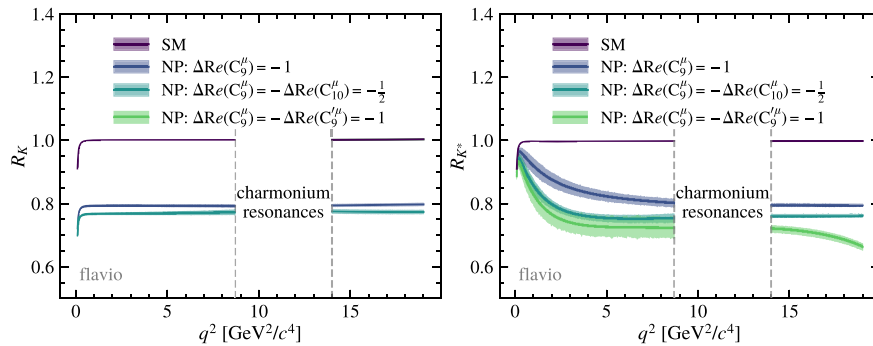 1.4
1.2
1.0
0.8
0.6
R_K
SM
NP: ΔRe(C₉^μ) = −1
NP: ΔRe(C₉^μ) = −ΔRe(C₁₀^μ) = −1/2
NP: ΔRe(C₉^μ) = −ΔRe(C₉′^μ) = −1
charmonium
resonances
flavio
0 5 10 15
q² [GeV²/c⁴]
1.4
1.2
1.0
0.8
0.6
R_K*
SM
NP: ΔRe(C₉^μ) = −1
NP: ΔRe(C₉^μ) = −ΔRe(C₁₀^μ) = −1/2
NP: ΔRe(C₉^μ) = −ΔRe(C₉′^μ) = −1
charmonium
resonances
flavio
0 5 10 15
q² [GeV²/c⁴]